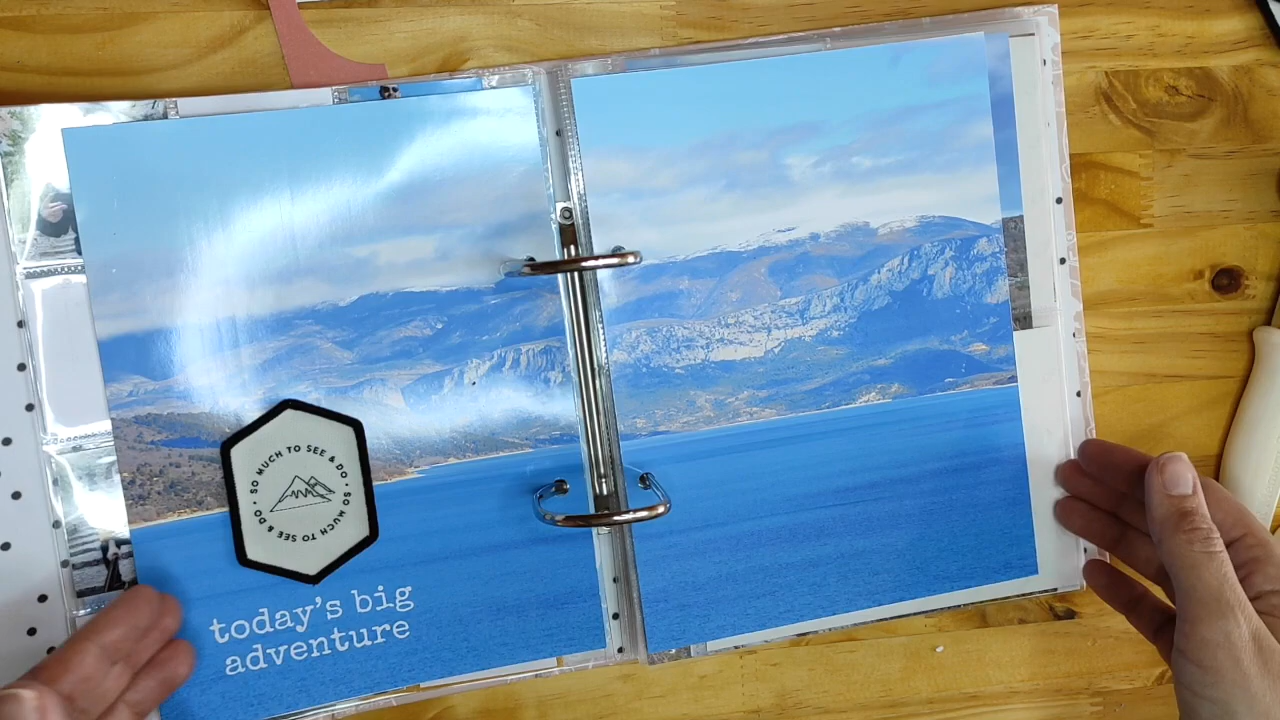 SO MUCH TO SEE & DO • SO MUCH TO SEE & DO •
today's big
adventure